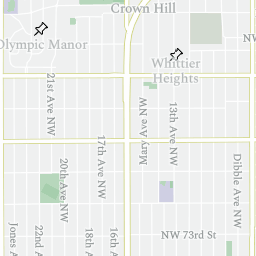 Crown Hill
Olympic Manor
NW
Whittier
Heights
21st Ave NW
Mary Ave NW
13th Ave NW
17th Ave NW
20th Ave NW
Dibble Ave NW
Jones A
22nd A
18th A
16th A
NW 73rd St